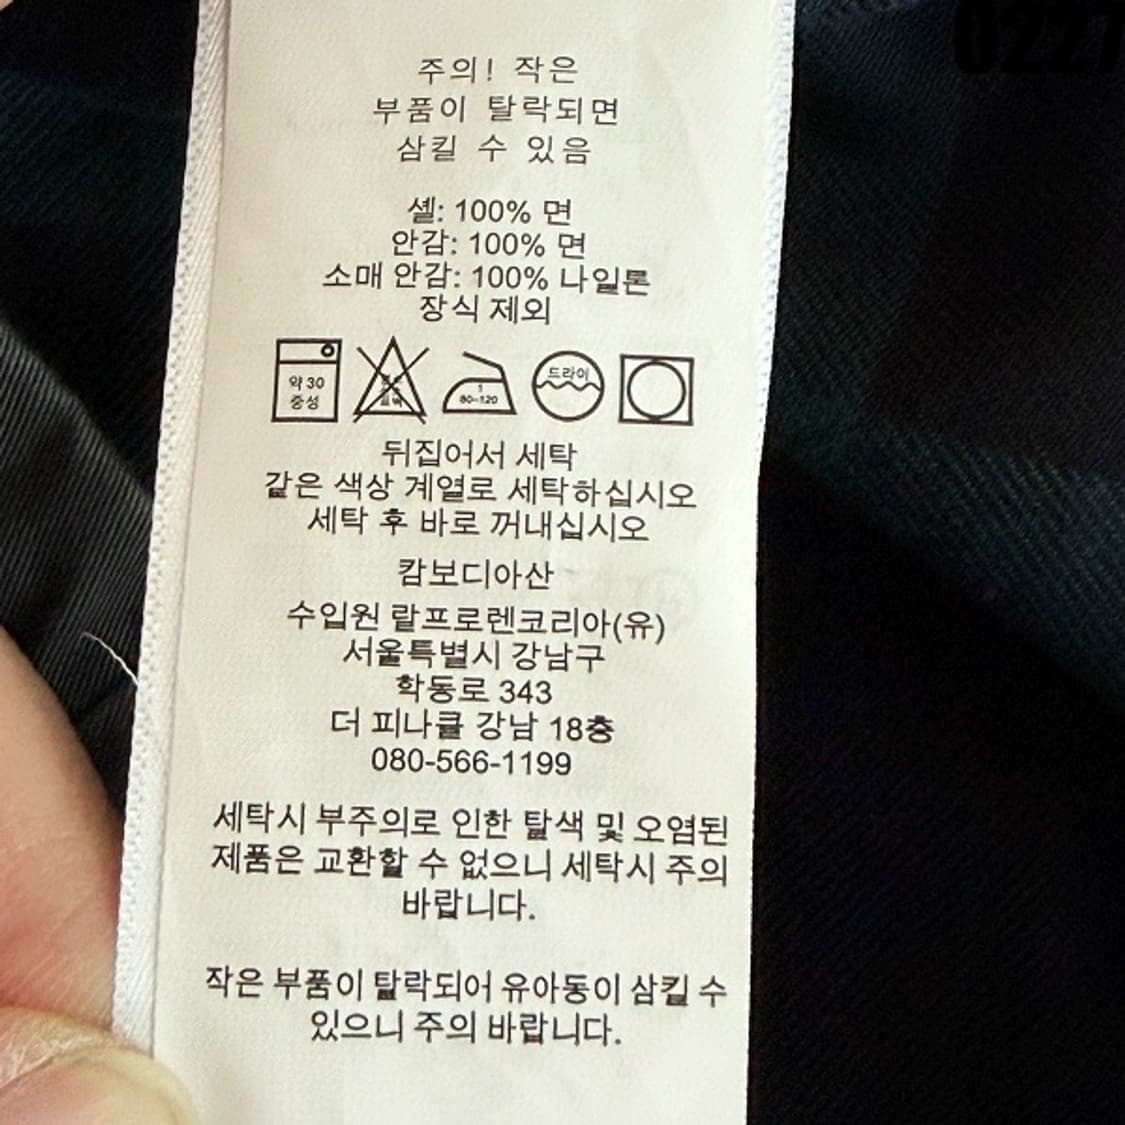 0227
주의! 작은
부품이 탈락되면
삼킬 수 있음
셸: 100% 면
안감: 100% 면
소매 안감: 100% 나일론
장식 제외
약 30
중성
1
80~120
드라이
뒤집어서 세탁
같은 색상 계열로 세탁하십시오
세탁 후 바로 꺼내십시오
캄보디아산
수입원 랄프로렌코리아(유)
서울특별시 강남구
학동로 343
더 피나클 강남 18층
080-566-1199
세탁시 부주의로 인한 탈색 및 오염된
제품은 교환할 수 없으니 세탁시 주의
바랍니다.
작은 부품이 탈락되어 유아동이 삼킬 수
있으니 주의 바랍니다.